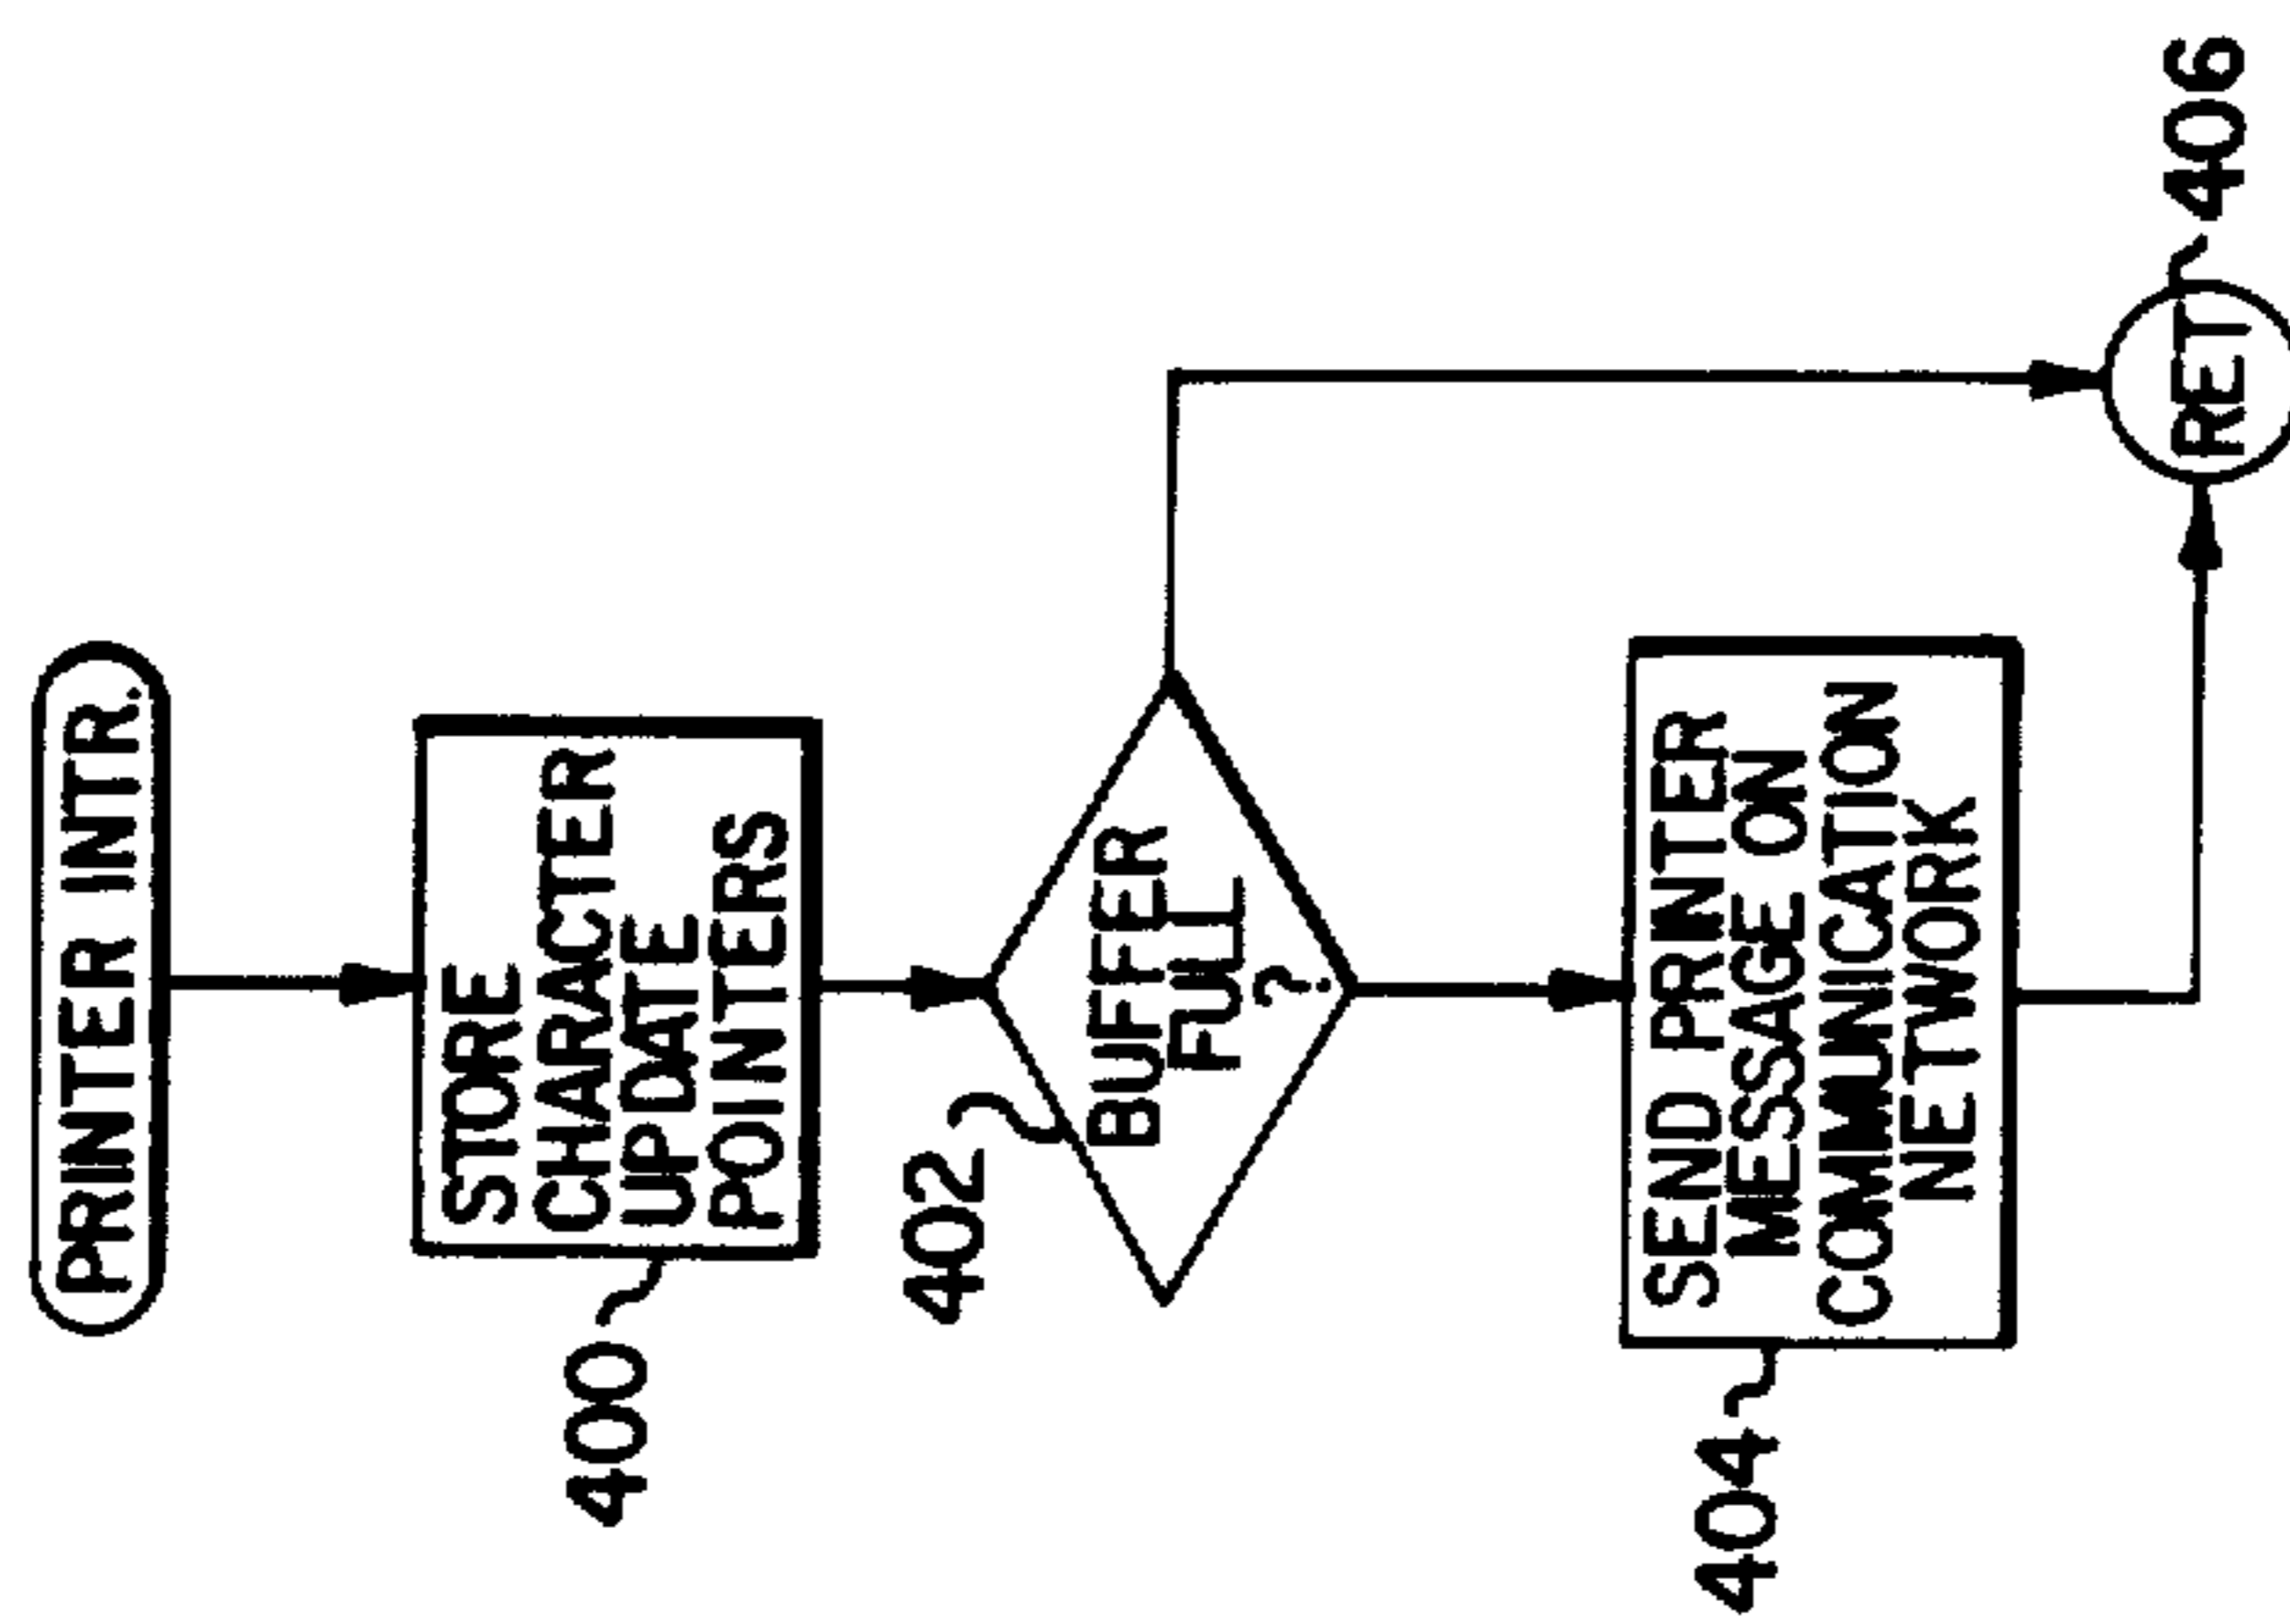 PRINTER INTR.
STORE
CHARACTER
UPDATE
POINTERS
400
402
BUFFER
FULL
?
SEND PRINTER
MESSAGE ON
COMMUNICATION
NETWORK
404
RET
406